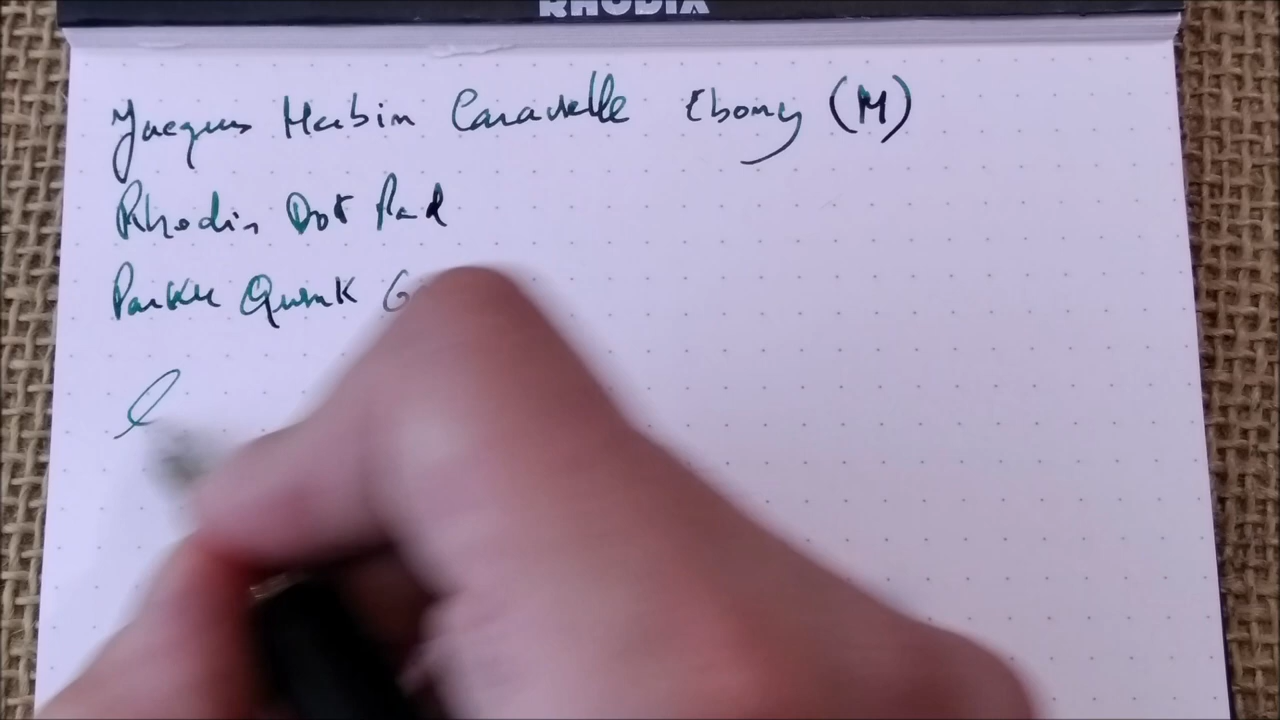 RHODIA
Jacques Herbin Caravelle Ebony (M)
Rhodia Dot Pad
Parker Quink G